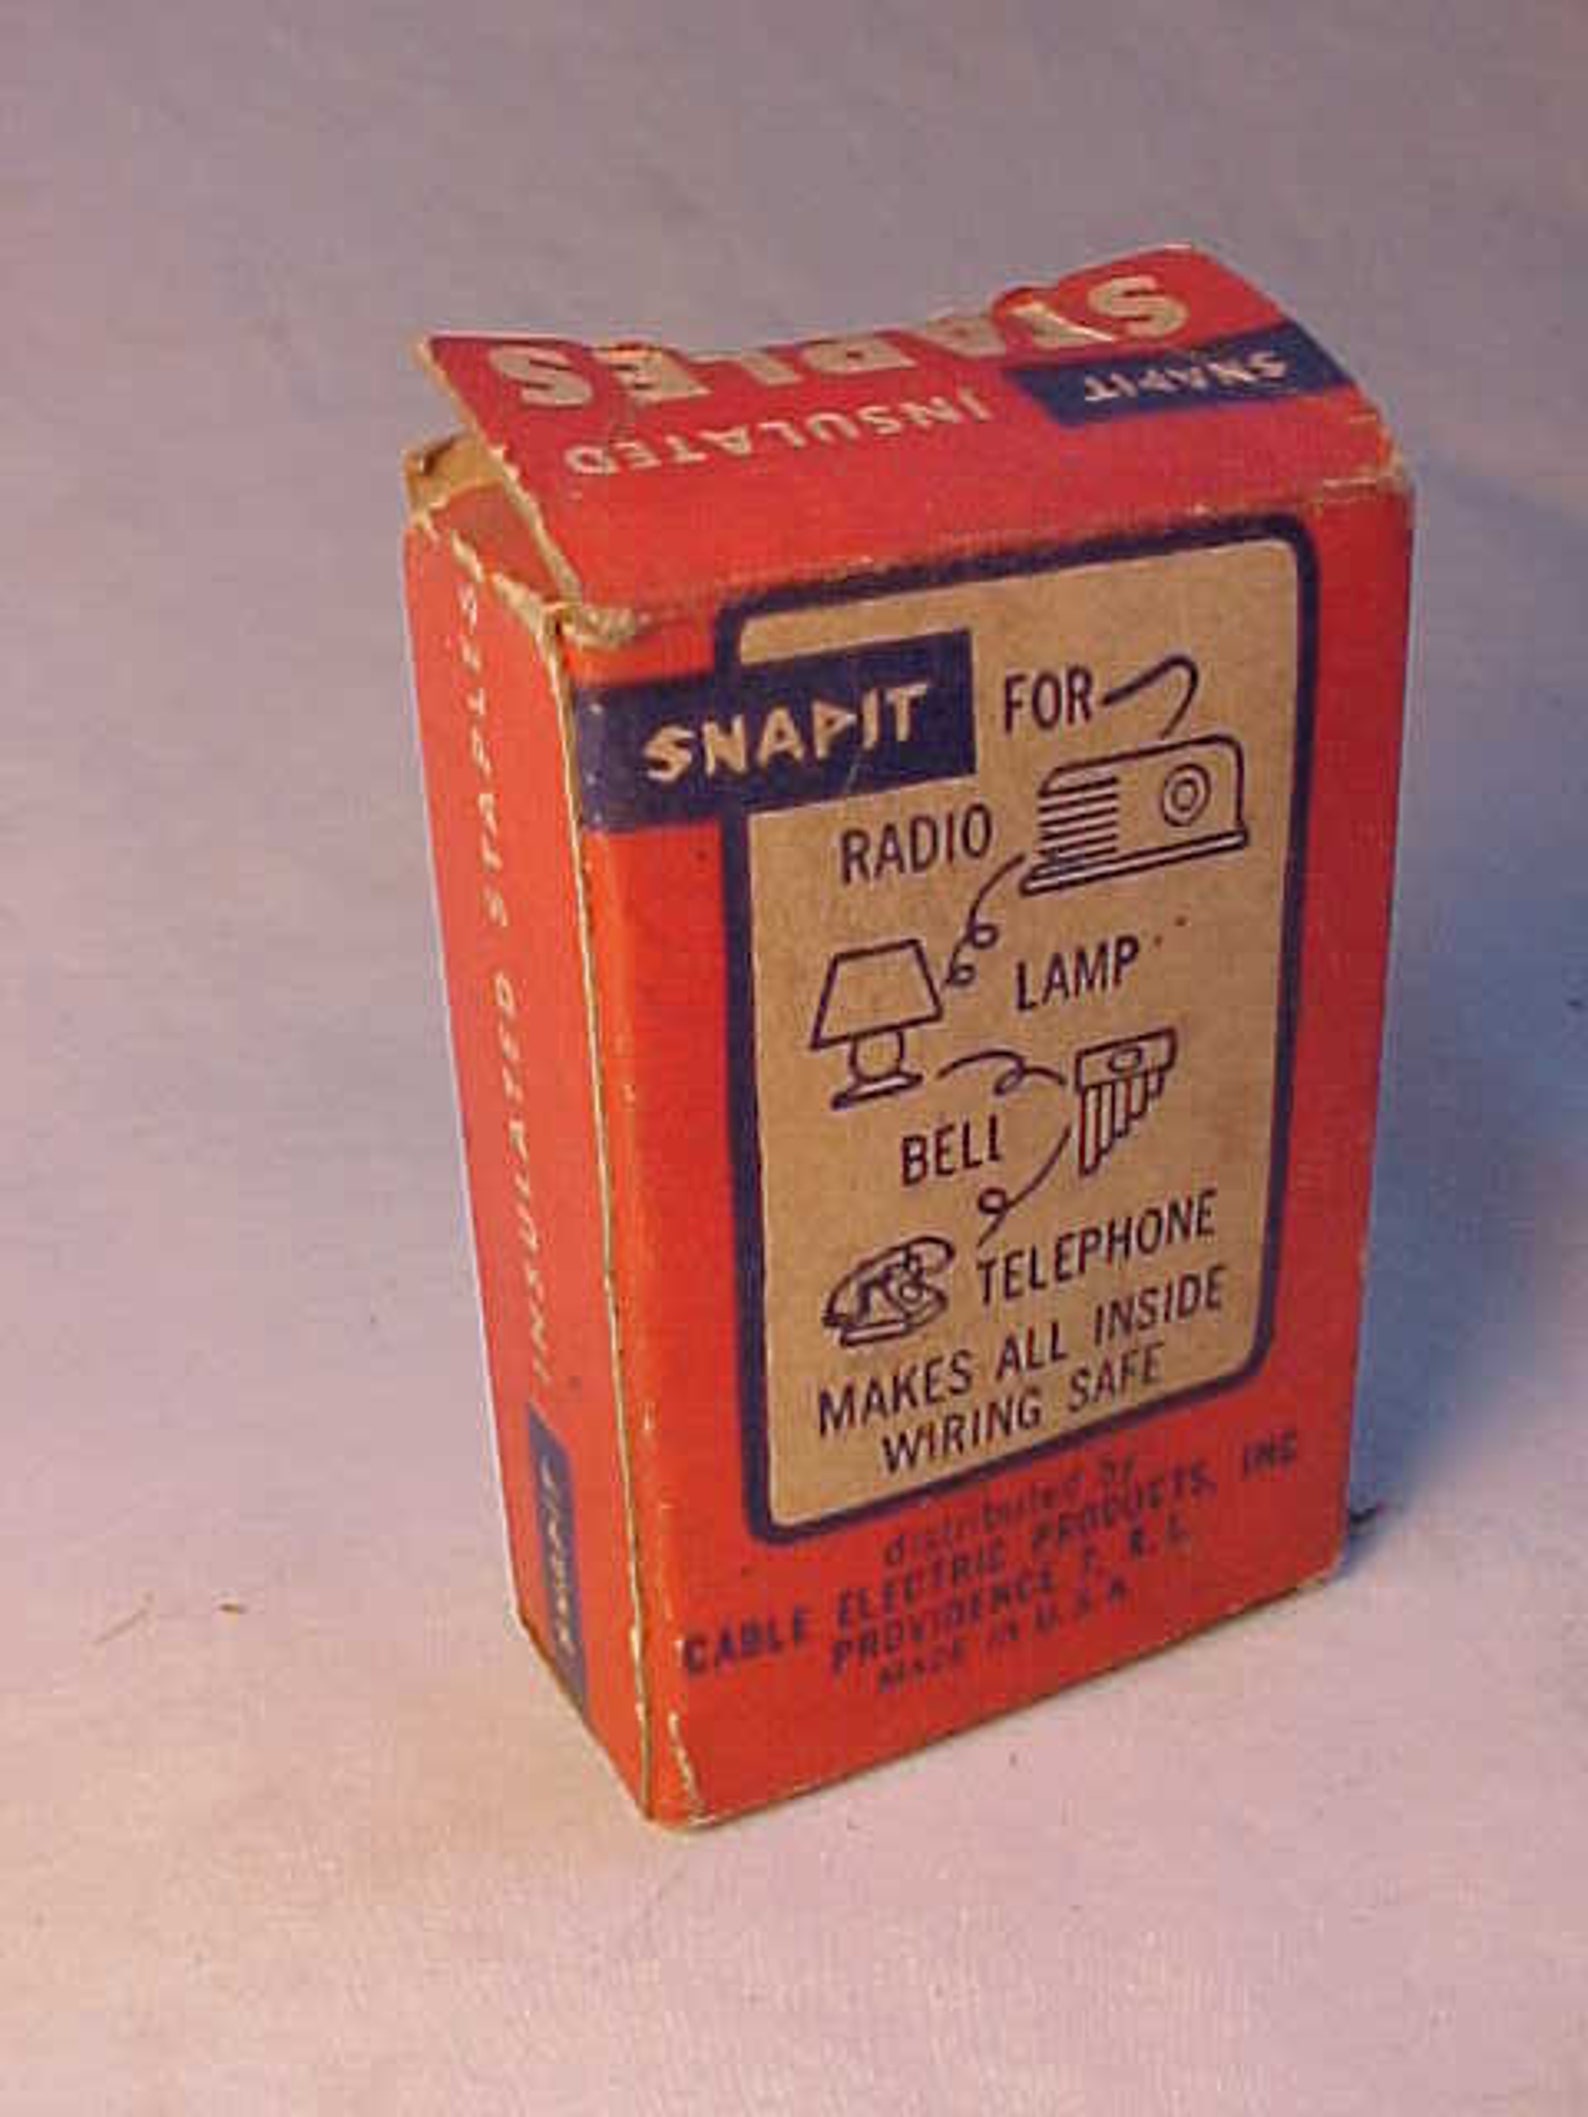 STAPLES
SNAPIT
INSULATED
SNAPIT FOR
RADIO
LAMP
BELL
TELEPHONE
MAKES ALL INSIDE
WIRING SAFE
distributed by
CABLE ELECTRIC PRODUCTS, INC
PROVIDENCE 7, R. I.
MADE IN U.S.A.
SNAPIT INSULATED STAPLES